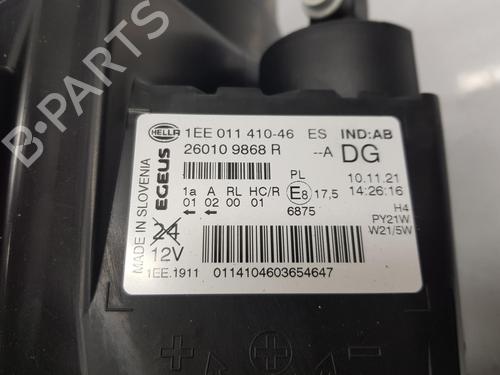 HELLA 1EE 011 410-46 ES IND:AB
26010 9868 R --A DG
EGEUS
MADE IN SLOVENIA
PL 10.11.21
14:26:16
1a A RL HC/R E8 17,5
01 02 00 01 6875
H4
PY21W
W21/5W
24
12V
1EE.1911 0114104603654647
B-PARTS